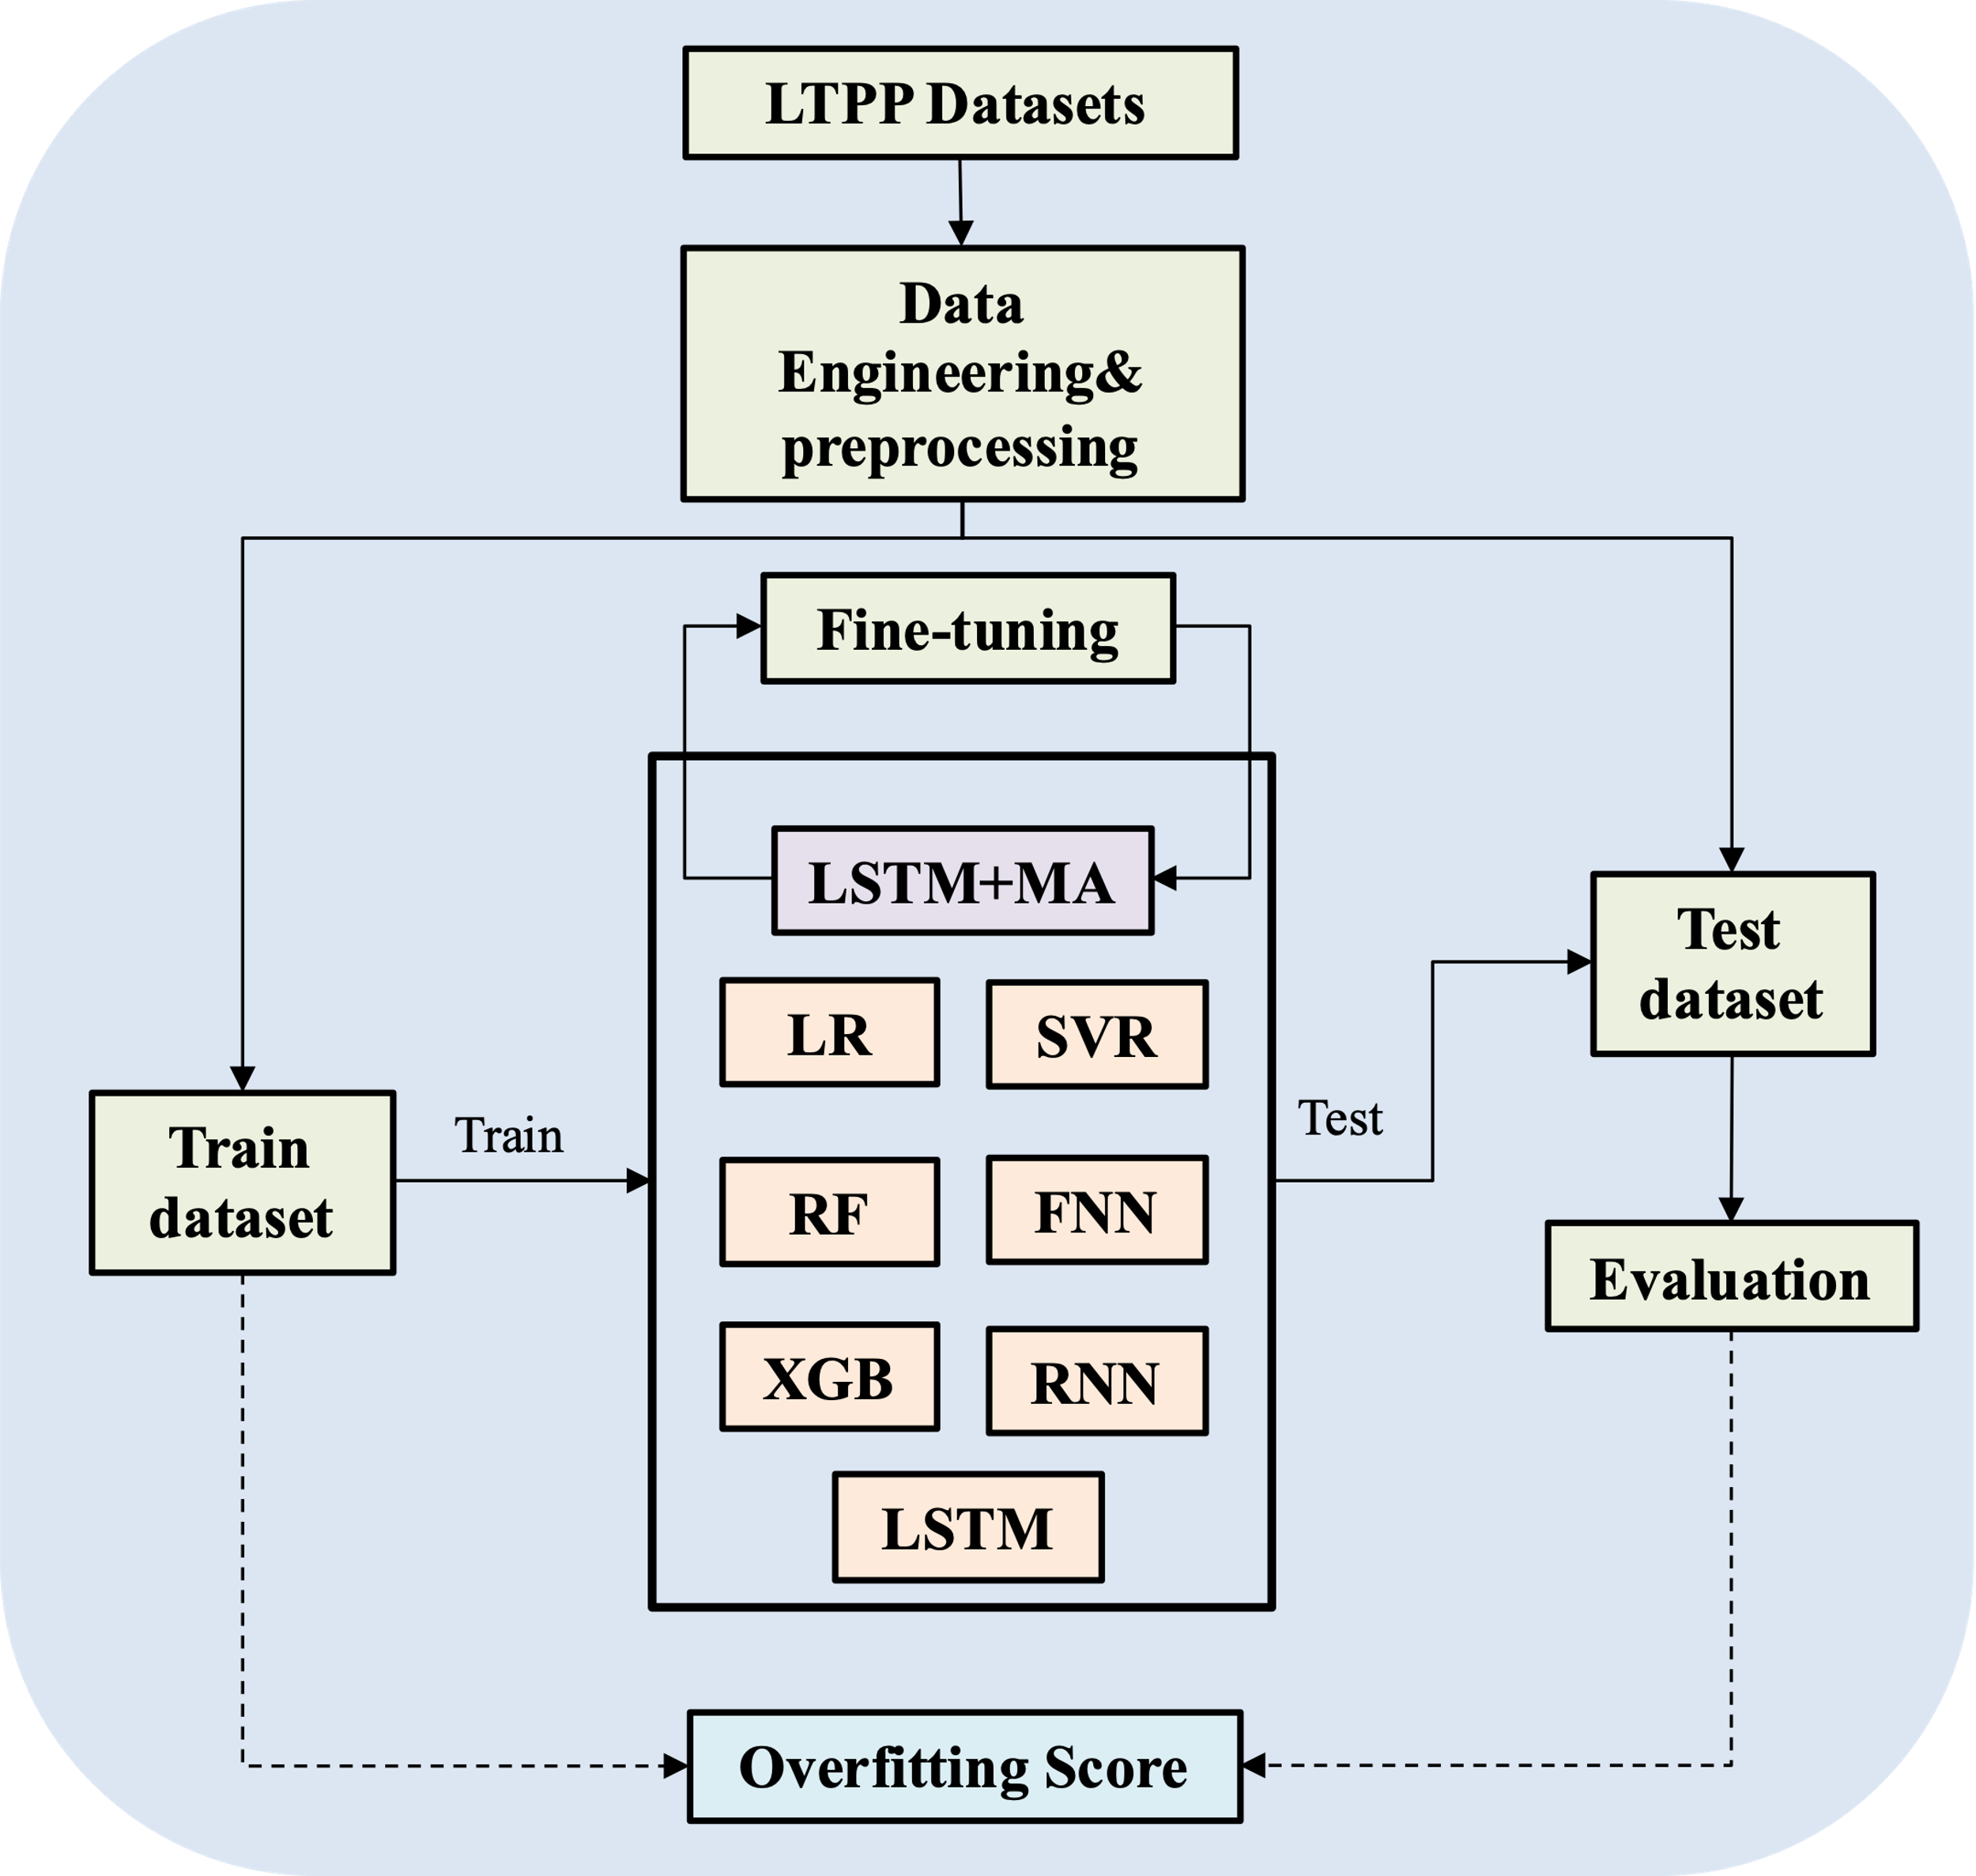 LTPP Datasets
Data
Engineering&
preprocessing
Fine-tuning
LSTM+MA
LR
SVR
RF
FNN
XGB
RNN
LSTM
Train
dataset
Train
Test
Test
dataset
Evaluation
Overfitting Score